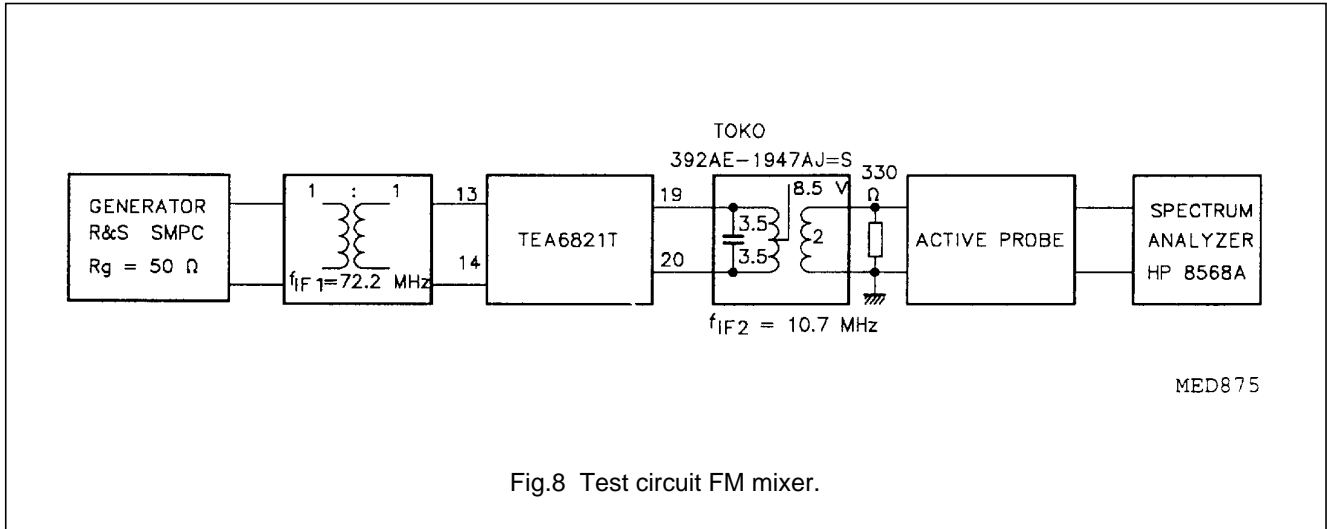 TOKO
392AE-1947AJ=S
GENERATOR
R&S SMPC
Rg = 50 Ω
1 : 1
fIF1=72.2 MHz
13
14
TEA6821T
19
20
3.5
3.5
8.5 V
2
330
Ω
fIF2 = 10.7 MHz
ACTIVE PROBE
SPECTRUM
ANALYZER
HP 8568A
MED875
Fig.8 Test circuit FM mixer.